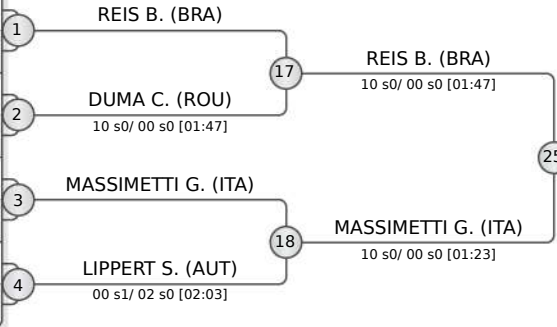 REIS B. (BRA)
1
17
REIS B. (BRA)
10 s0/ 00 s0 [01:47]
DUMA C. (ROU)
2
10 s0/ 00 s0 [01:47]
25
MASSIMETTI G. (ITA)
3
18
MASSIMETTI G. (ITA)
10 s0/ 00 s0 [01:23]
LIPPERT S. (AUT)
4
00 s1/ 02 s0 [02:03]